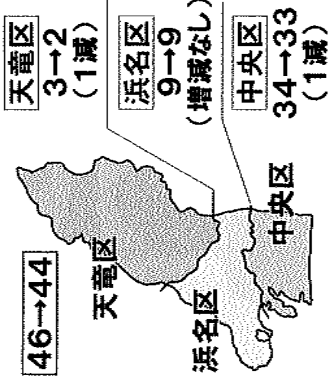 46→44
天竜区
浜名区
中央区
天竜区
3→2
(1減)
浜名区
9→9
(増減なし)
中央区
34→33
(1減)